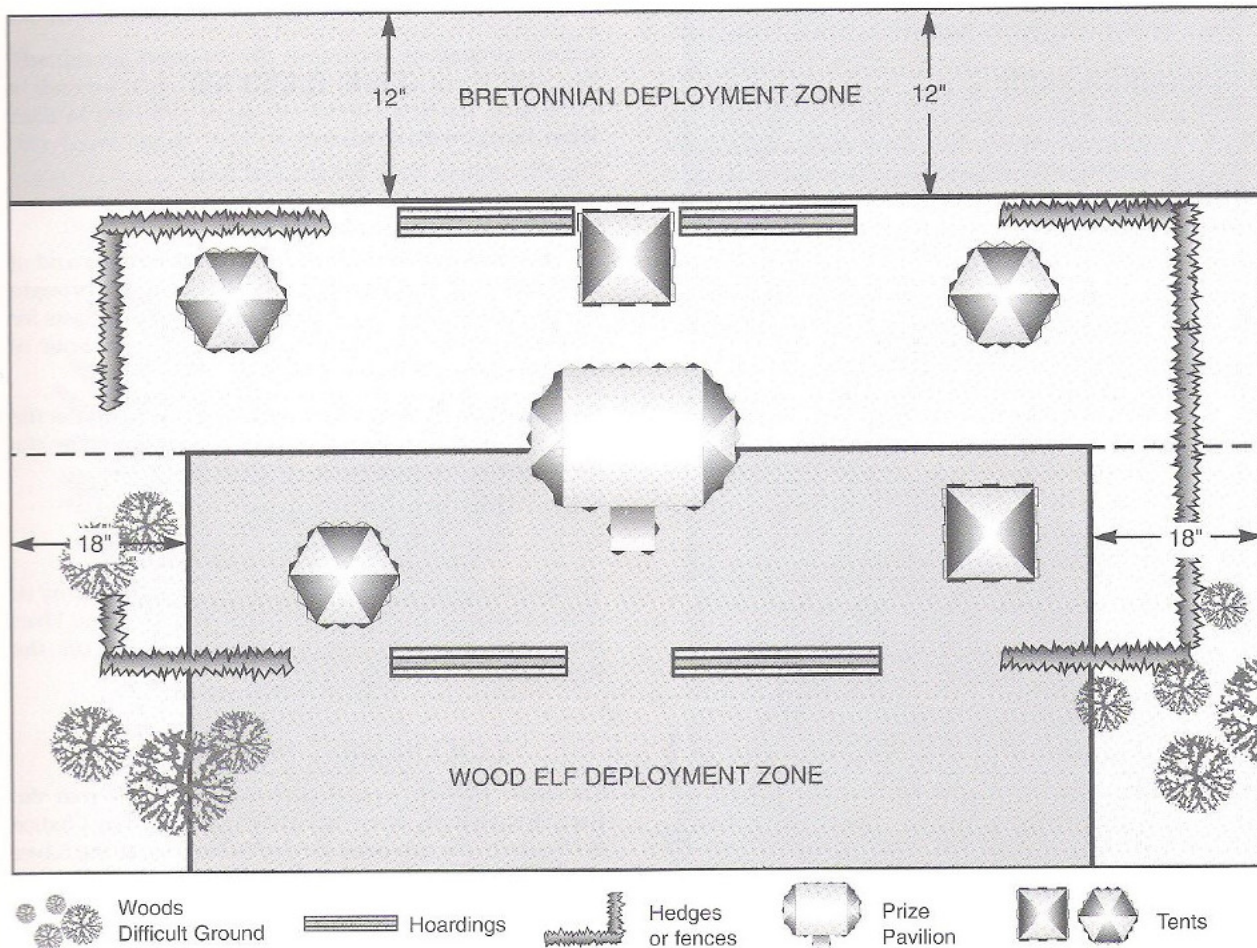 12"
BRETONNIAN DEPLOYMENT ZONE
12"
18"
18"
WOOD ELF DEPLOYMENT ZONE
Woods
Difficult Ground
Hoardings
Hedges
or fences
Prize
Pavilion
Tents